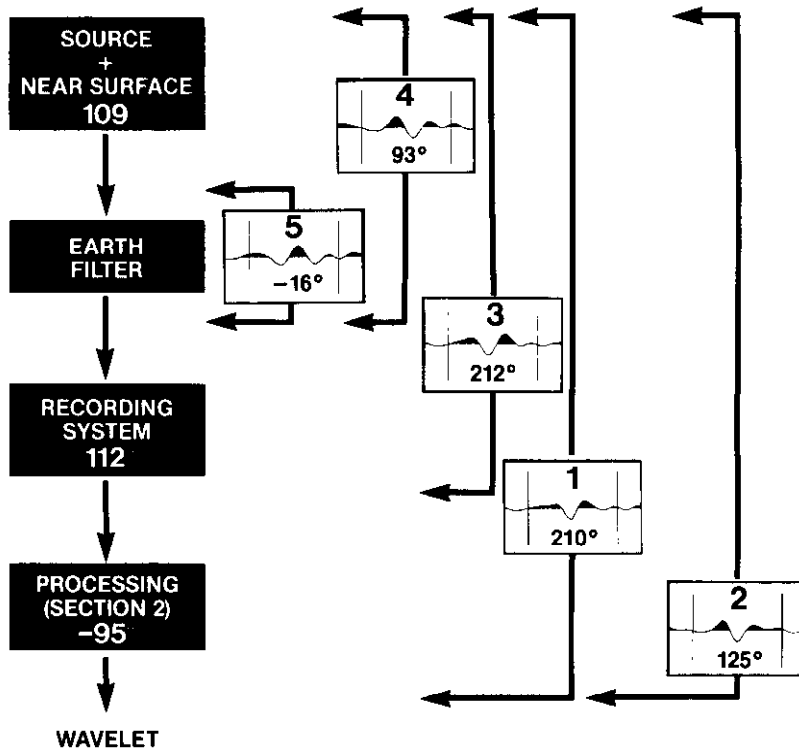 SOURCE
+
NEAR SURFACE
109
EARTH
FILTER
RECORDING
SYSTEM
112
PROCESSING
(SECTION 2)
-95
WAVELET
5
-16°
4
93°
3
212°
1
210°
2
125°